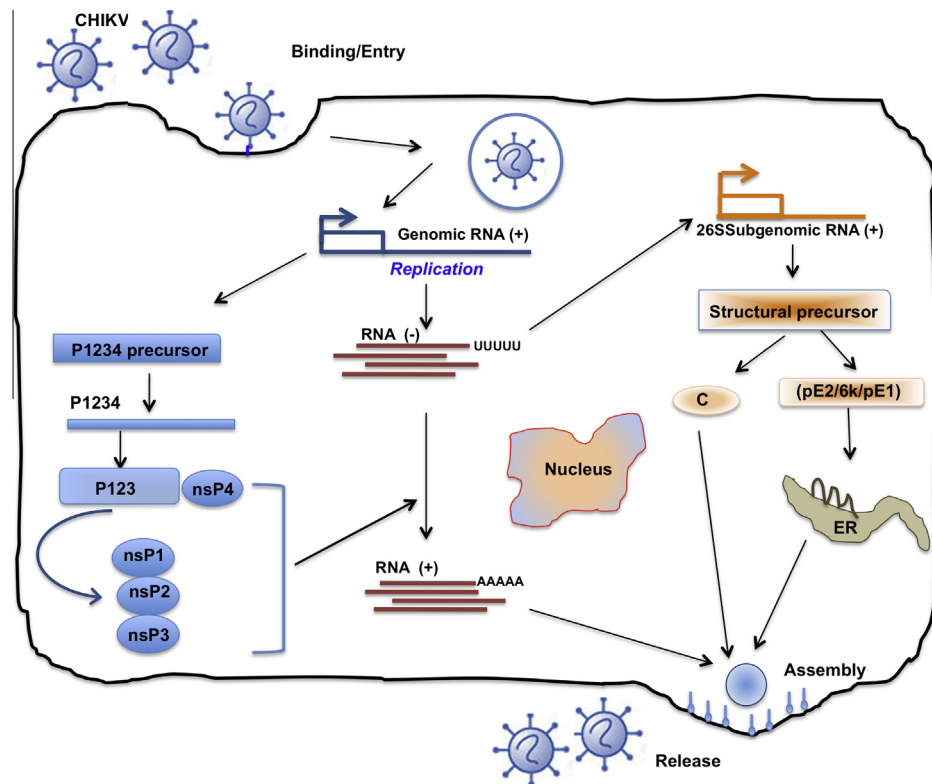 CHIKV
Binding/Entry
Genomic RNA (+)
Replication
26SSubgenomic RNA (+)
Structural precursor
RNA (-)
UUUUU
P1234 precursor
P1234
C
(pE2/6k/pE1)
P123
nsP4
Nucleus
ER
nsP1
nsP2
nsP3
RNA (+)
AAAAA
Assembly
Release